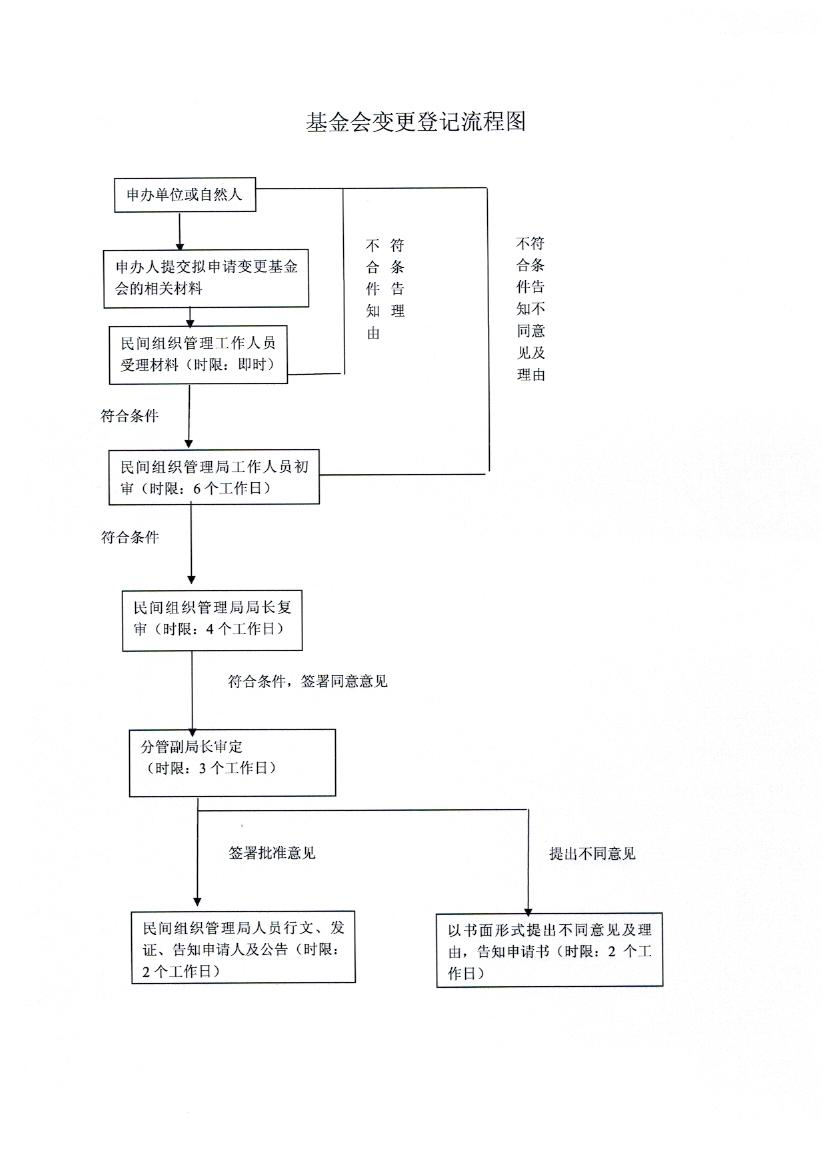 基金会变更登记流程图
申办单位或自然人
申办人提交拟申请变更基金
会的相关材料
民间组织管理工作人员
受理材料（时限：即时）
不 符
合 条
件 告
知 理
由
不符
合条
件告
知不
同意
见及
理由
符合条件
民间组织管理局工作人员初
审（时限：6个工作日）
符合条件
民间组织管理局局长复
审（时限：4个工作日）
符合条件，签署同意意见
分管副局长审定
（时限：3个工作日）
签署批准意见
提出不同意见
民间组织管理局人员行文、发
证、告知申请人及公告（时限：
2个工作日）
以书面形式提出不同意见及理
由，告知申请书（时限：2 个工
作日）